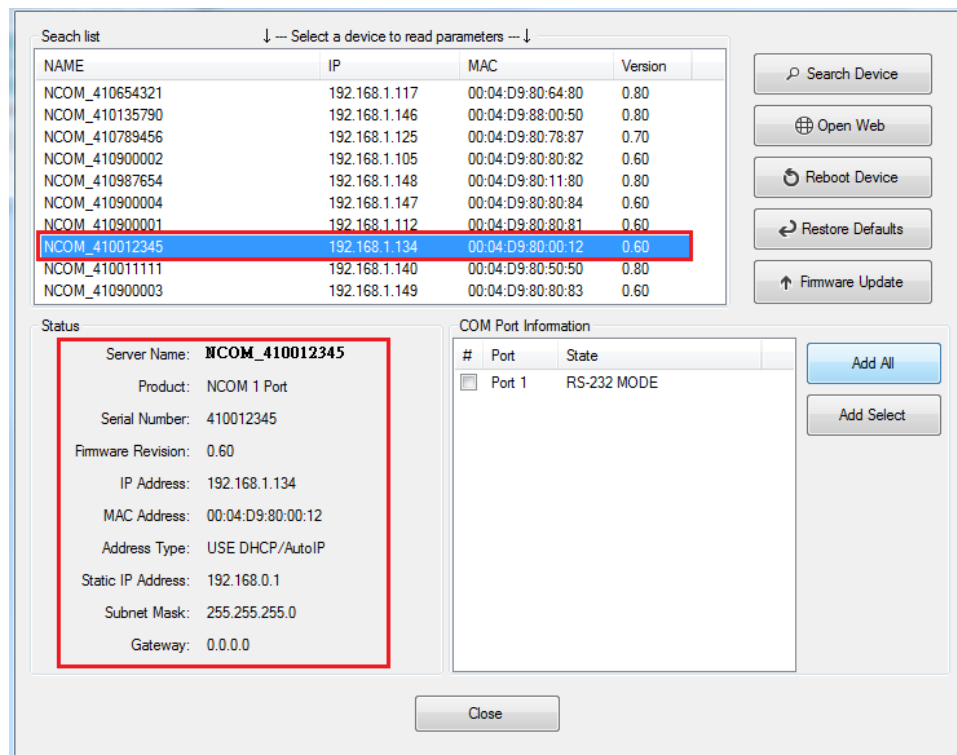 Seach list ↓ --- Select a device to read parameters --- ↓
NAME IP MAC Version
NCOM_410654321 192.168.1.117 00:04:D9:80:64:80 0.80
NCOM_410135790 192.168.1.146 00:04:D9:88:00:50 0.80
NCOM_410789456 192.168.1.125 00:04:D9:80:78:87 0.70
NCOM_410900002 192.168.1.105 00:04:D9:80:80:82 0.60
NCOM_410987654 192.168.1.148 00:04:D9:80:11:80 0.80
NCOM_410900004 192.168.1.147 00:04:D9:80:80:84 0.60
NCOM_410900001 192.168.1.112 00:04:D9:80:80:81 0.60
NCOM_410012345 192.168.1.134 00:04:D9:80:00:12 0.60
NCOM_410011111 192.168.1.140 00:04:D9:80:50:50 0.80
NCOM_410900003 192.168.1.149 00:04:D9:80:80:83 0.60
Search Device
Open Web
Reboot Device
Restore Defaults
Firmware Update
Status
Server Name: NCOM_410012345
Product: NCOM 1 Port
Serial Number: 410012345
Firmware Revision: 0.60
IP Address: 192.168.1.134
MAC Address: 00:04:D9:80:00:12
Address Type: USE DHCP/AutoIP
Static IP Address: 192.168.0.1
Subnet Mask: 255.255.255.0
Gateway: 0.0.0.0
COM Port Information
# Port State
Port 1 RS-232 MODE
Add All
Add Select
Close